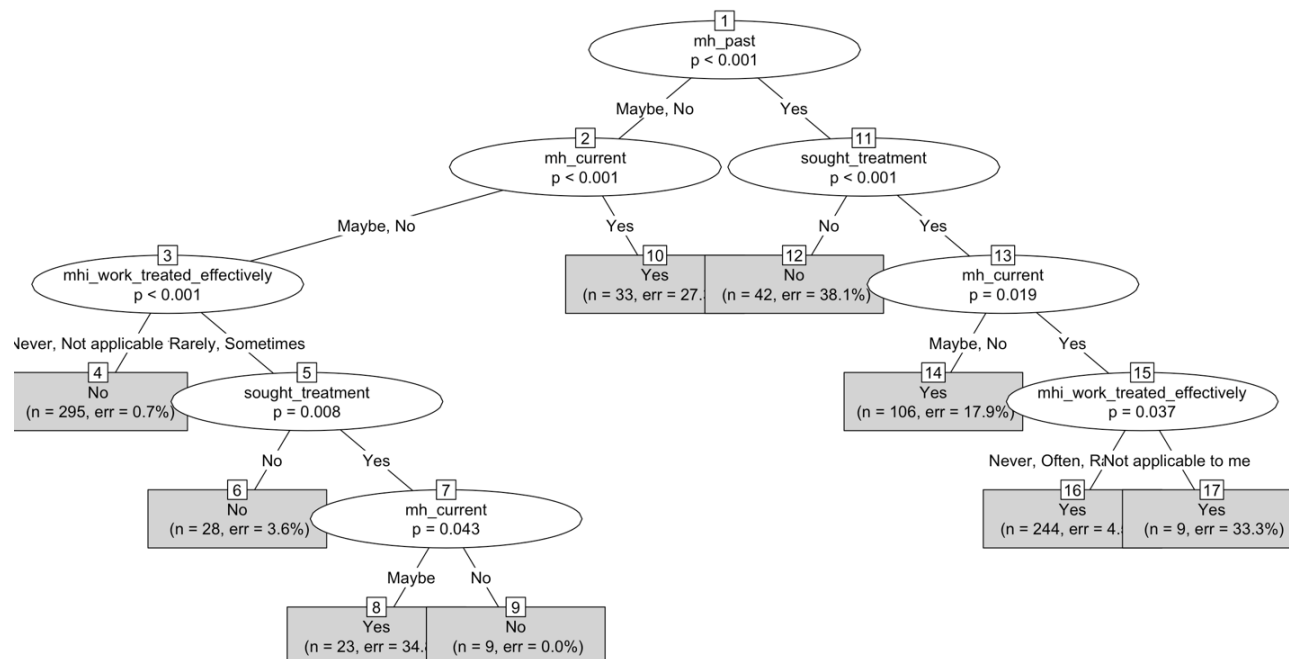 1
mh_past
p < 0.001
Maybe, No
Yes
2
mh_current
p < 0.001
11
sought_treatment
p < 0.001
Maybe, No
Yes
No
Yes
3
mhi_work_treated_effectively
p < 0.001
10
Yes
(n = 33, err = 27.
12
No
(n = 42, err = 38.1%)
13
mh_current
p = 0.019
Never, Not applicable
Rarely, Sometimes
Maybe, No
Yes
4
No
(n = 295, err = 0.7%)
5
sought_treatment
p = 0.008
14
Yes
(n = 106, err = 17.9%)
15
mhi_work_treated_effectively
p = 0.037
No
Yes
Never, Often,
Not applicable to me
6
No
(n = 28, err = 3.6%)
7
mh_current
p = 0.043
16
Yes
(n = 244, err = 4.
17
Yes
(n = 9, err = 33.3%)
Maybe
No
8
Yes
(n = 23, err = 34.
9
No
(n = 9, err = 0.0%)